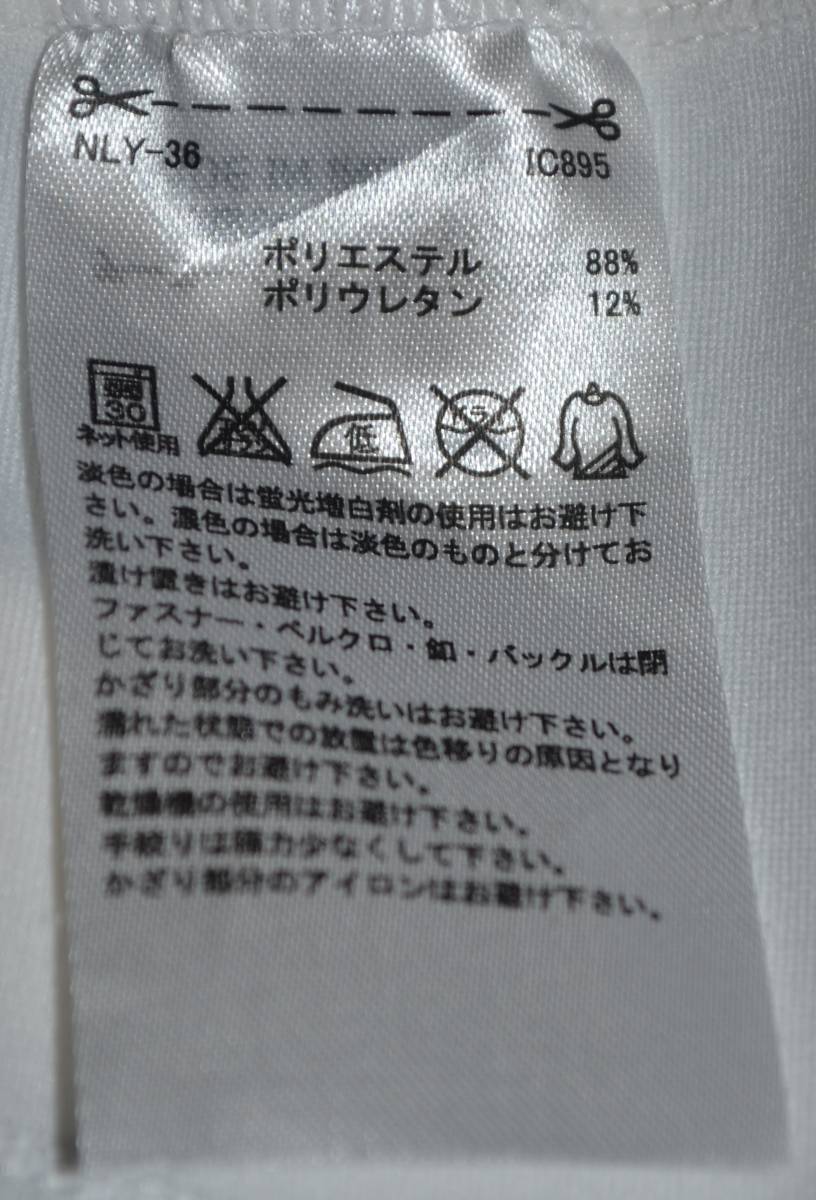 NLY-36 IC895
ポリエステル 88%
ポリウレタン 12%
弱
30
ネット使用
低
淡色の場合は蛍光増白剤の使用はお避け下
さい。濃色の場合は淡色のものと分けてお
洗い下さい。
漬け置きはお避け下さい。
ファスナー・ベルクロ・釦・バックルは閉
じてお洗い下さい。
かざり部分のもみ洗いはお避け下さい。
濡れた状態での放置は色移りの原因となり
ますのでお避け下さい。
乾燥機の使用はお避け下さい。
手絞りは極力少なくして下さい。
かざり部分のアイロンはお避け下さい。